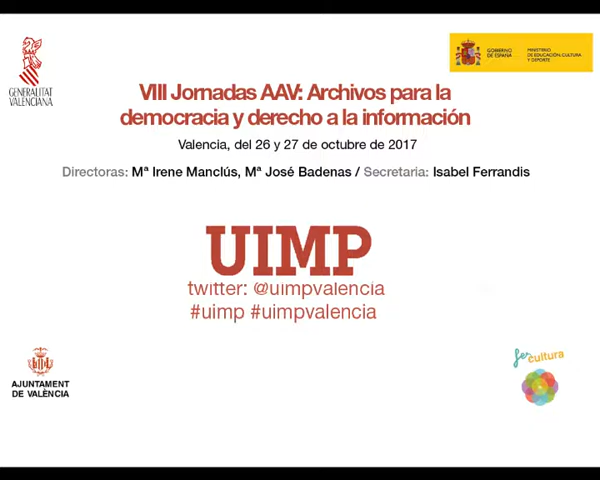 GENERALITAT
VALENCIANA
GOBIERNO
DE ESPAÑA
MINISTERIO
DE EDUCACIÓN, CULTURA
Y DEPORTE
VIII Jornadas AAV: Archivos para la
democracia y derecho a la información
Valencia, del 26 y 27 de octubre de 2017
Directoras: Mª Irene Manclús, Mª José Badenas / Secretaria: Isabel Ferrandis
UIMP
twitter: @uimpvalencia
#uimp #uimpvalencia
AJUNTAMENT
DE VALÈNCIA
fes
cultura